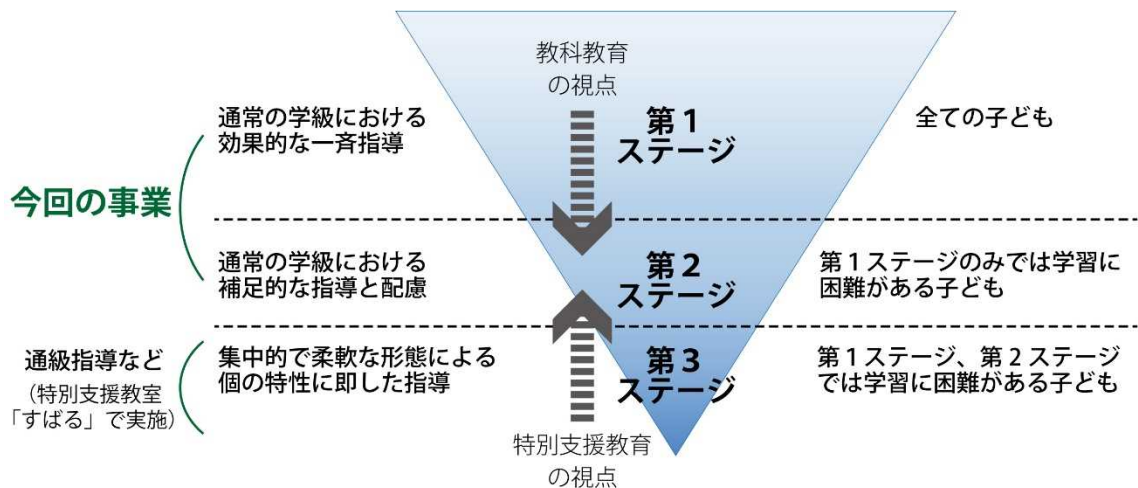 教科教育
の視点
通常の学級における
効果的な一斉指導
第1
ステージ
全ての子ども
今回の事業
通常の学級における
補足的な指導と配慮
第2
ステージ
第1ステージのみでは学習に
困難がある子ども
通級指導など
(特別支援教室
「すばる」で実施)
集中的で柔軟な形態による
個の特性に即した指導
第3
ステージ
第1ステージ、第2ステージ
では学習に困難がある子ども
特別支援教育
の視点